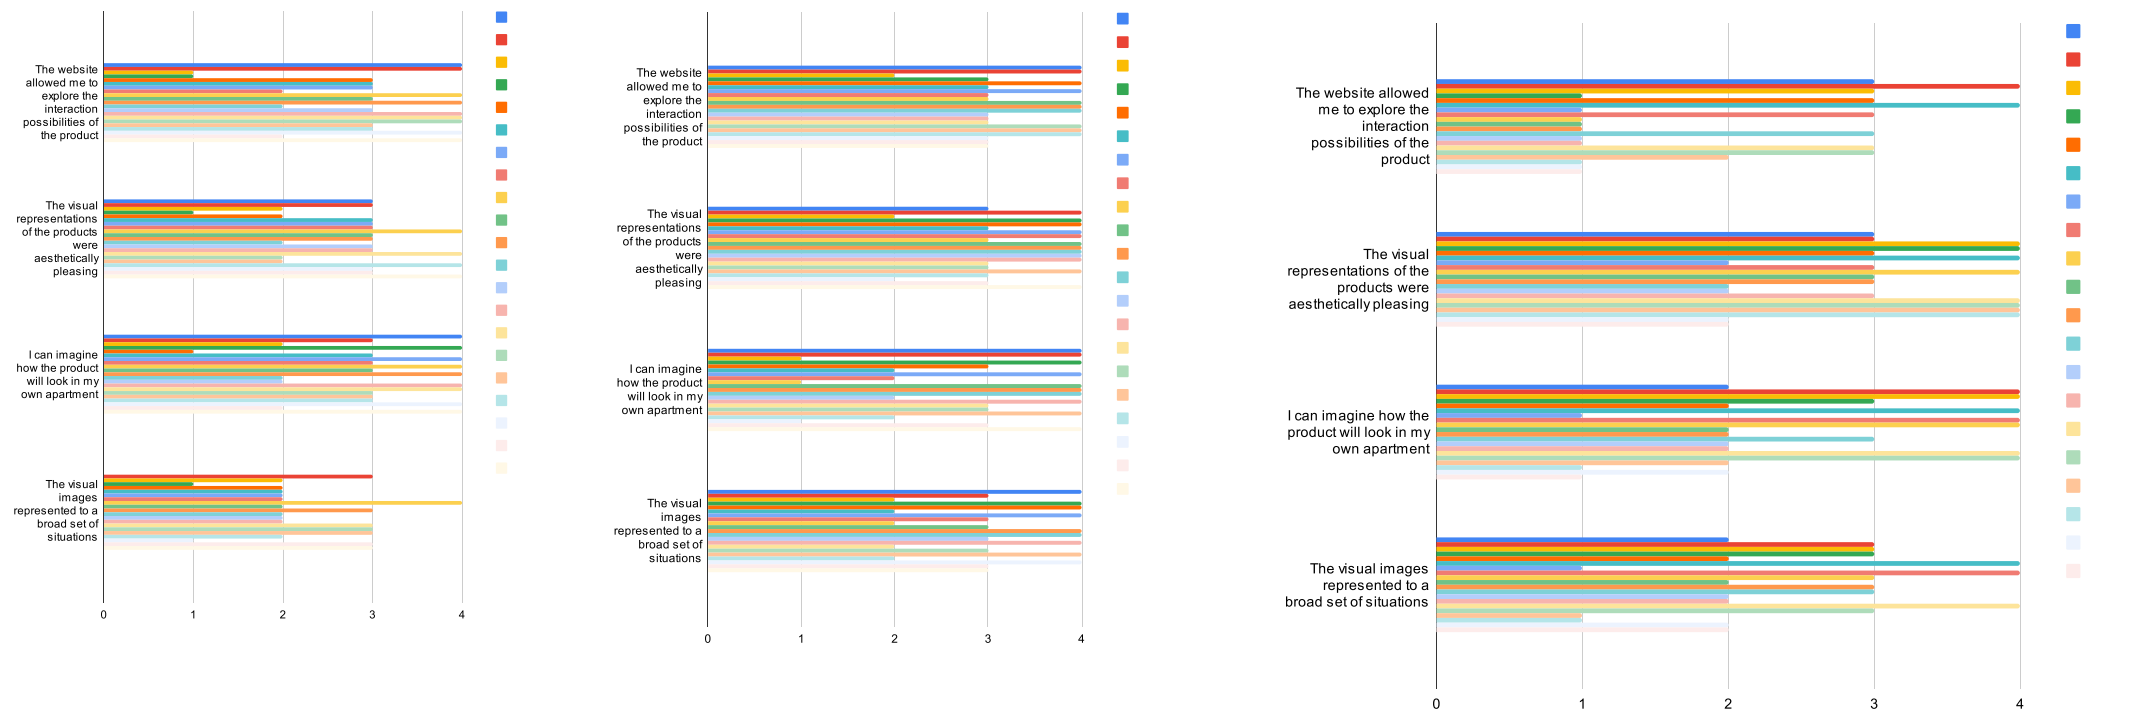 The website
allowed me to
explore the
interaction
possibilities of
the product
The visual
representations
of the products
were
aesthetically
pleasing
I can imagine
how the product
will look in my
own apartment
The visual
images
represented to a
broad set of
situations
0 1 2 3 4
The website
allowed me to
explore the
interaction
possibilities of
the product
The visual
representations
of the products
were
aesthetically
pleasing
I can imagine
how the product
will look in my
own apartment
The visual
images
represented to a
broad set of
situations
0 1 2 3 4
The website allowed
me to explore the
interaction
possibilities of the
product
The visual
representations of the
products were
aesthetically pleasing
I can imagine how the
product will look in my
own apartment
The visual images
represented to a
broad set of situations
0 1 2 3 4